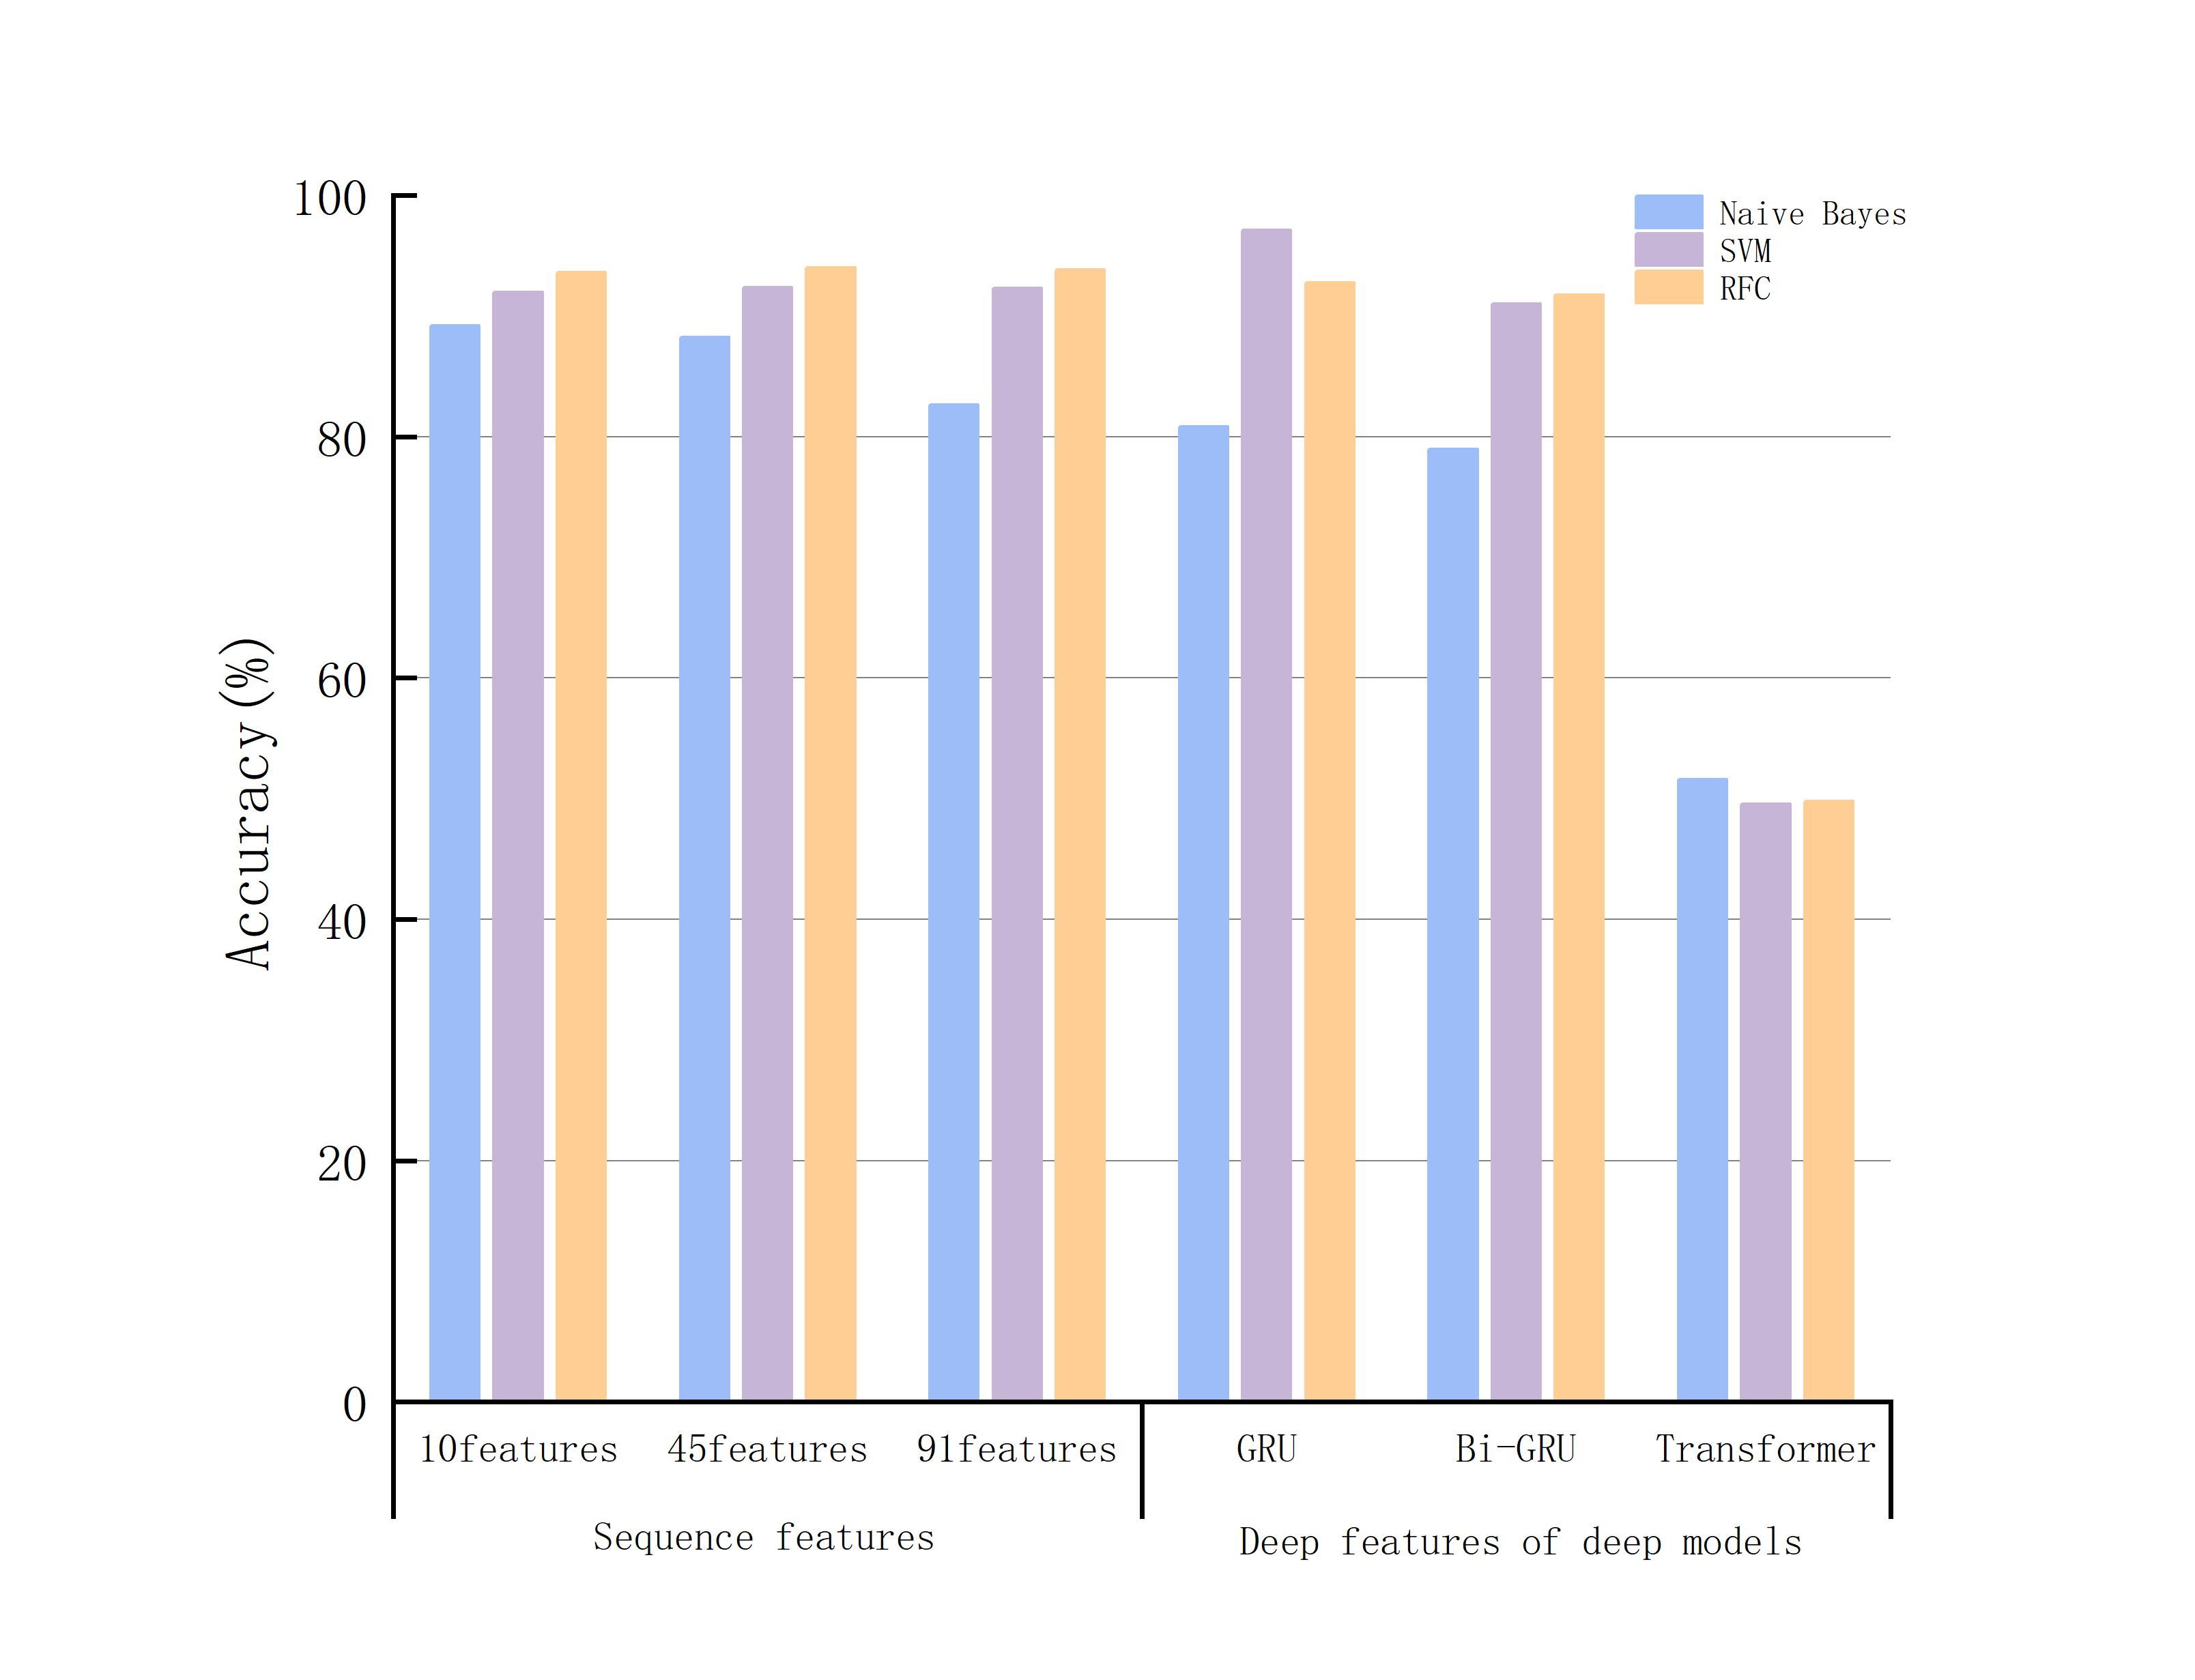 100
80
60
40
20
0
Accuracy(%)
Naive Bayes
SVM
RFC
10features 45features 91features GRU Bi-GRU Transformer
Sequence features Deep features of deep models